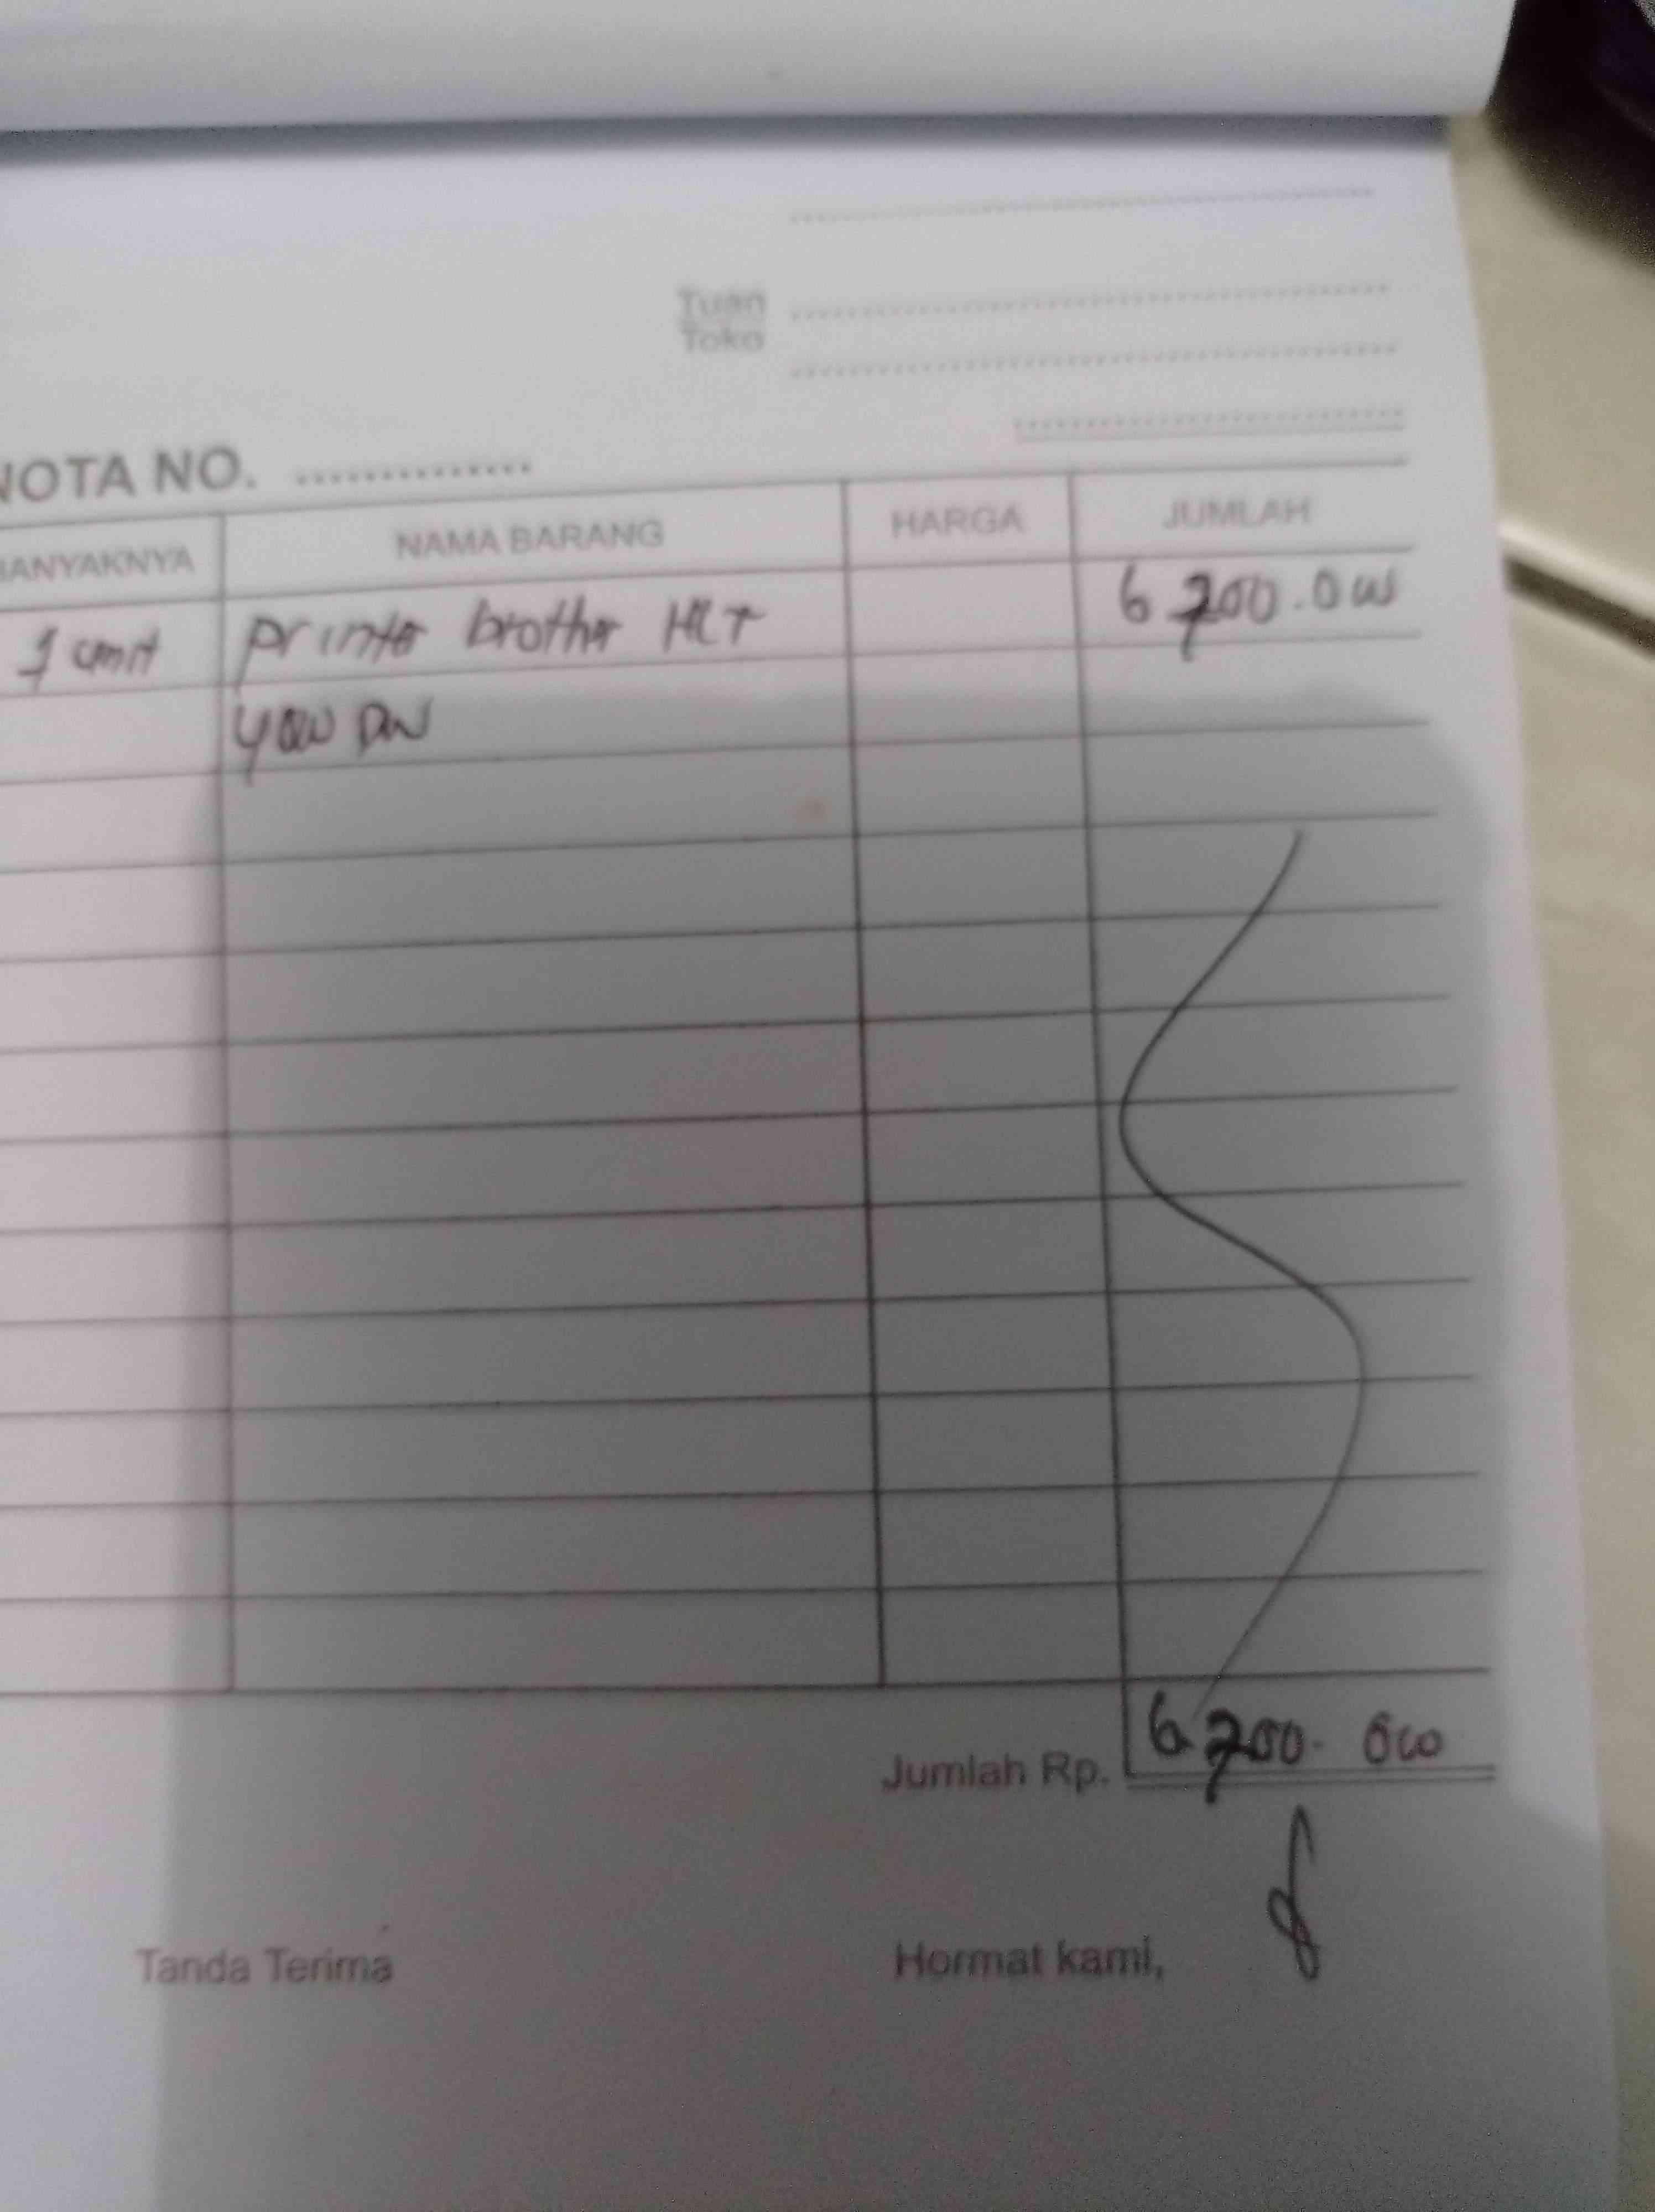 Tuan
Toko
NOTA NO. ..............
BANYAKNYA NAMA BARANG HARGA JUMLAH
1 unit printer brother HLT 6.700.000
4000 DW
Jumlah Rp. 6.700.000
Tanda Terima Hormat kami,